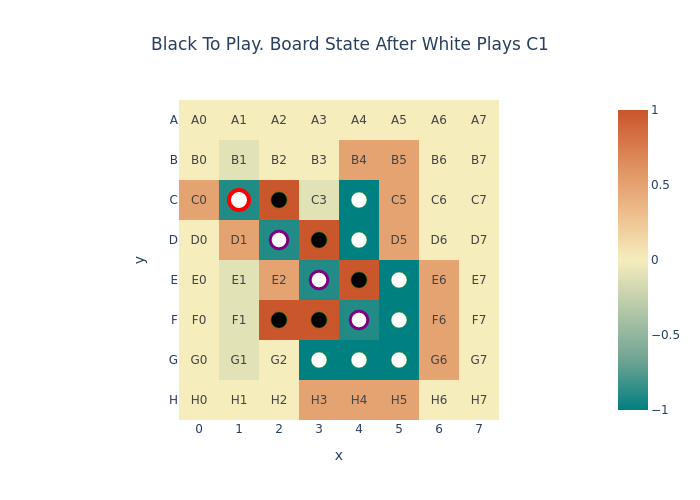 Black To Play. Board State After White Plays C1
A A0 A1 A2 A3 A4 A5 A6 A7
B B0 B1 B2 B3 B4 B5 B6 B7
C C0 C3 C5 C6 C7
D D0 D1 D5 D6 D7
E E0 E1 E2 E6 E7
F F0 F1 F6 F7
G G0 G1 G2 G6 G7
H H0 H1 H2 H3 H4 H5 H6 H7
0 1 2 3 4 5 6 7
x
y
1
0.5
0
−0.5
−1